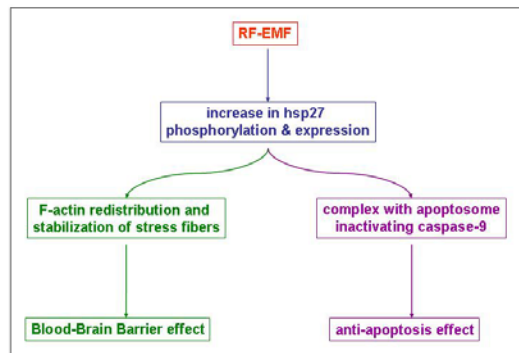 RF-EMF
increase in hsp27
phosphorylation & expression
F-actin redistribution and
stabilization of stress fibers
complex with apoptosome
inactivating caspase-9
Blood-Brain Barrier effect
anti-apoptosis effect